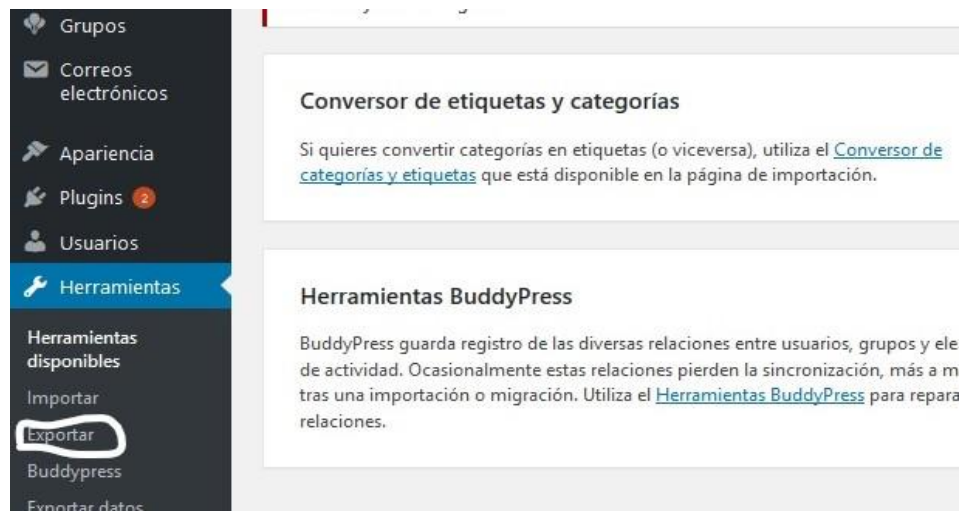 Grupos
Correos
electrónicos
Apariencia
Plugins 2
Usuarios
Herramientas
Herramientas
disponibles
Importar
Exportar
Buddypress
Exportar datos
Conversor de etiquetas y categorías
Si quieres convertir categorías en etiquetas (o viceversa), utiliza el Conversor de
categorías y etiquetas que está disponible en la página de importación.
Herramientas BuddyPress
BuddyPress guarda registro de las diversas relaciones entre usuarios, grupos y ele
de actividad. Ocasionalmente estas relaciones pierden la sincronización, más a m
tras una importación o migración. Utiliza el Herramientas BuddyPress para repara
relaciones.